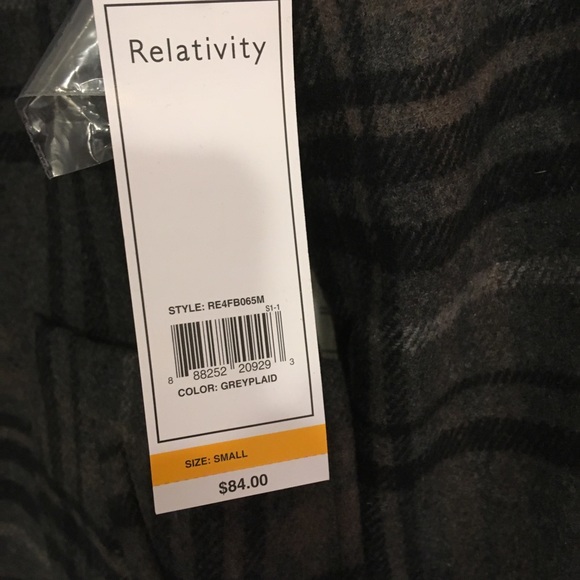 Relativity
STYLE: RE4FB065M
S1-1
8 88252 20929 3
COLOR: GREYPLAID
SIZE: SMALL
$84.00